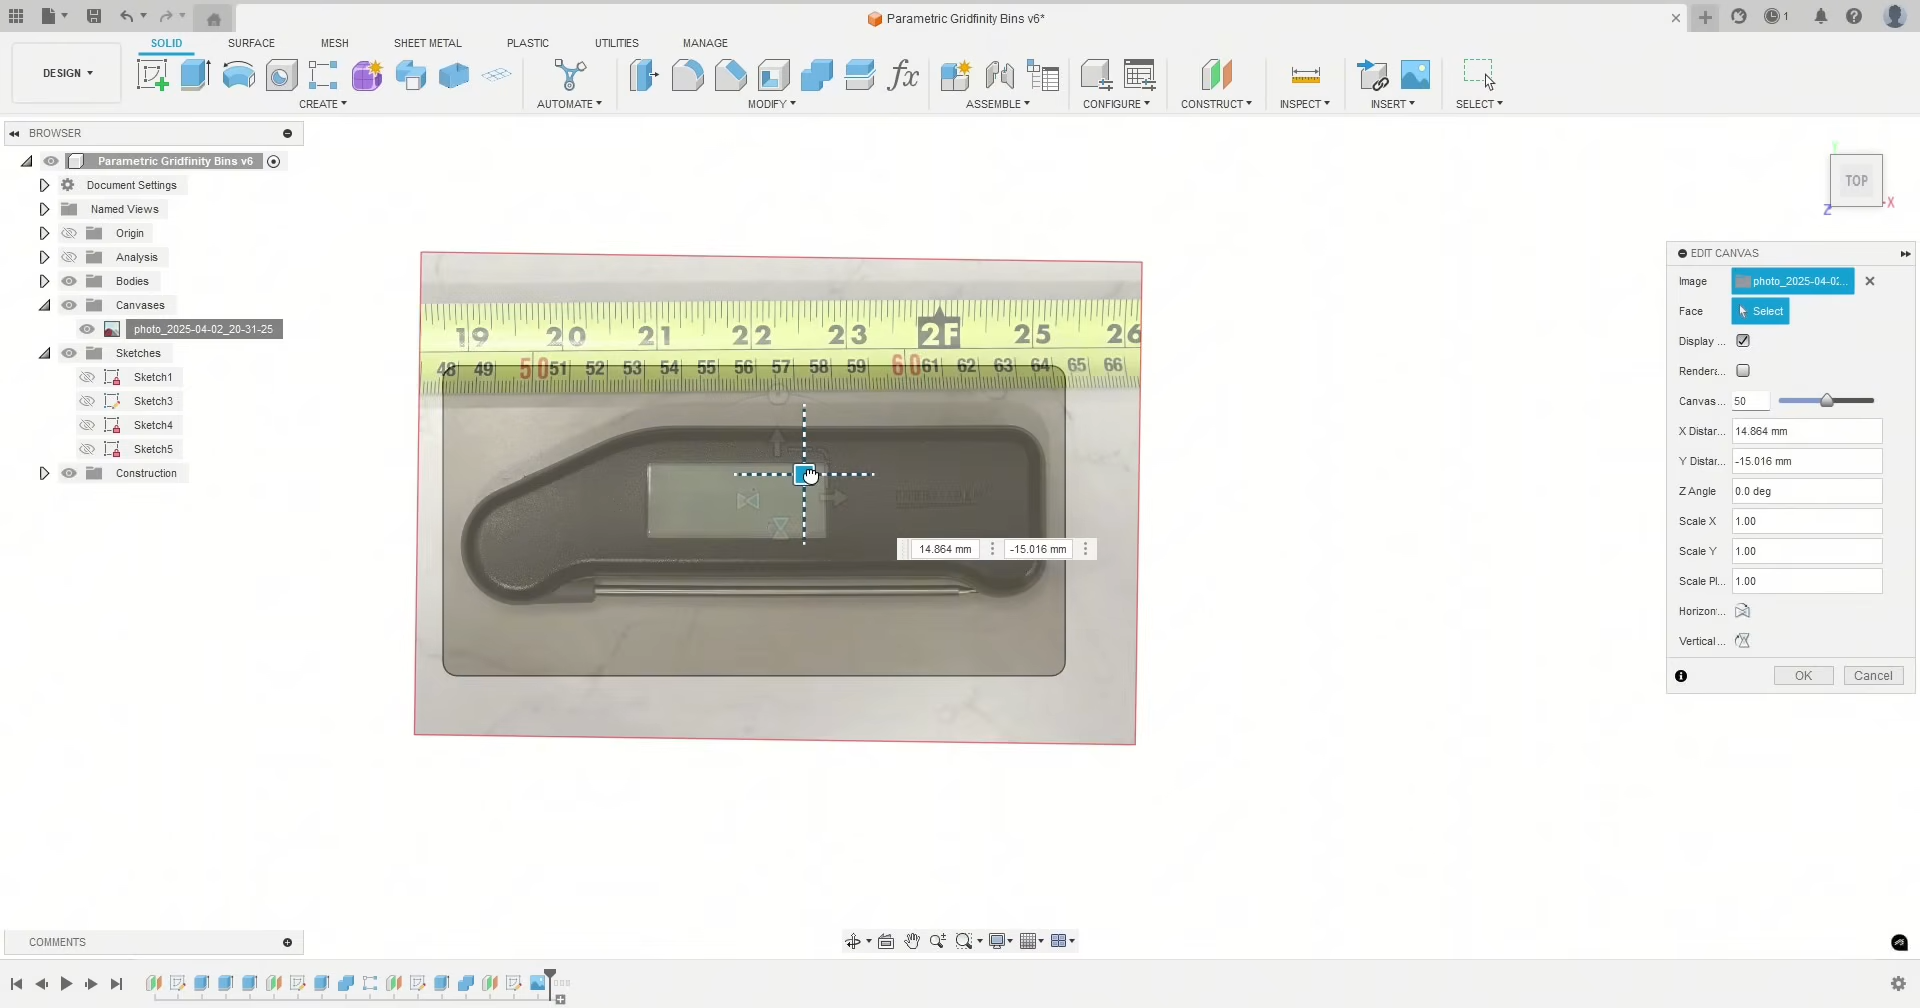 Parametric Gridfinity Bins v6*
1
DESIGN
SOLID SURFACE MESH SHEET METAL PLASTIC UTILITIES MANAGE
fx
CREATE AUTOMATE MODIFY ASSEMBLE CONFIGURE CONSTRUCT INSPECT INSERT SELECT
BROWSER
Parametric Gridfinity Bins v6
Document Settings
Named Views
Origin
Analysis
Bodies
Canvases
photo_2025-04-02_20-31-25
Sketches
Sketch1
Sketch3
Sketch4
Sketch5
Construction
19 20 21 22 23 2F 25 26
48 49 50 51 52 53 54 55 56 57 58 59 60 61 62 63 64 65 66
14.864 mm -15.016 mm
Y
TOP
Z
X
EDIT CANVAS
Image photo_2025-04-02...
Face Select
Display ...
Rendera...
Canvas... 50
X Distan... 14.864 mm
Y Distan... -15.016 mm
Z Angle 0.0 deg
Scale X 1.00
Scale Y 1.00
Scale Pl... 1.00
Horizon...
Vertical ...
OK Cancel
COMMENTS